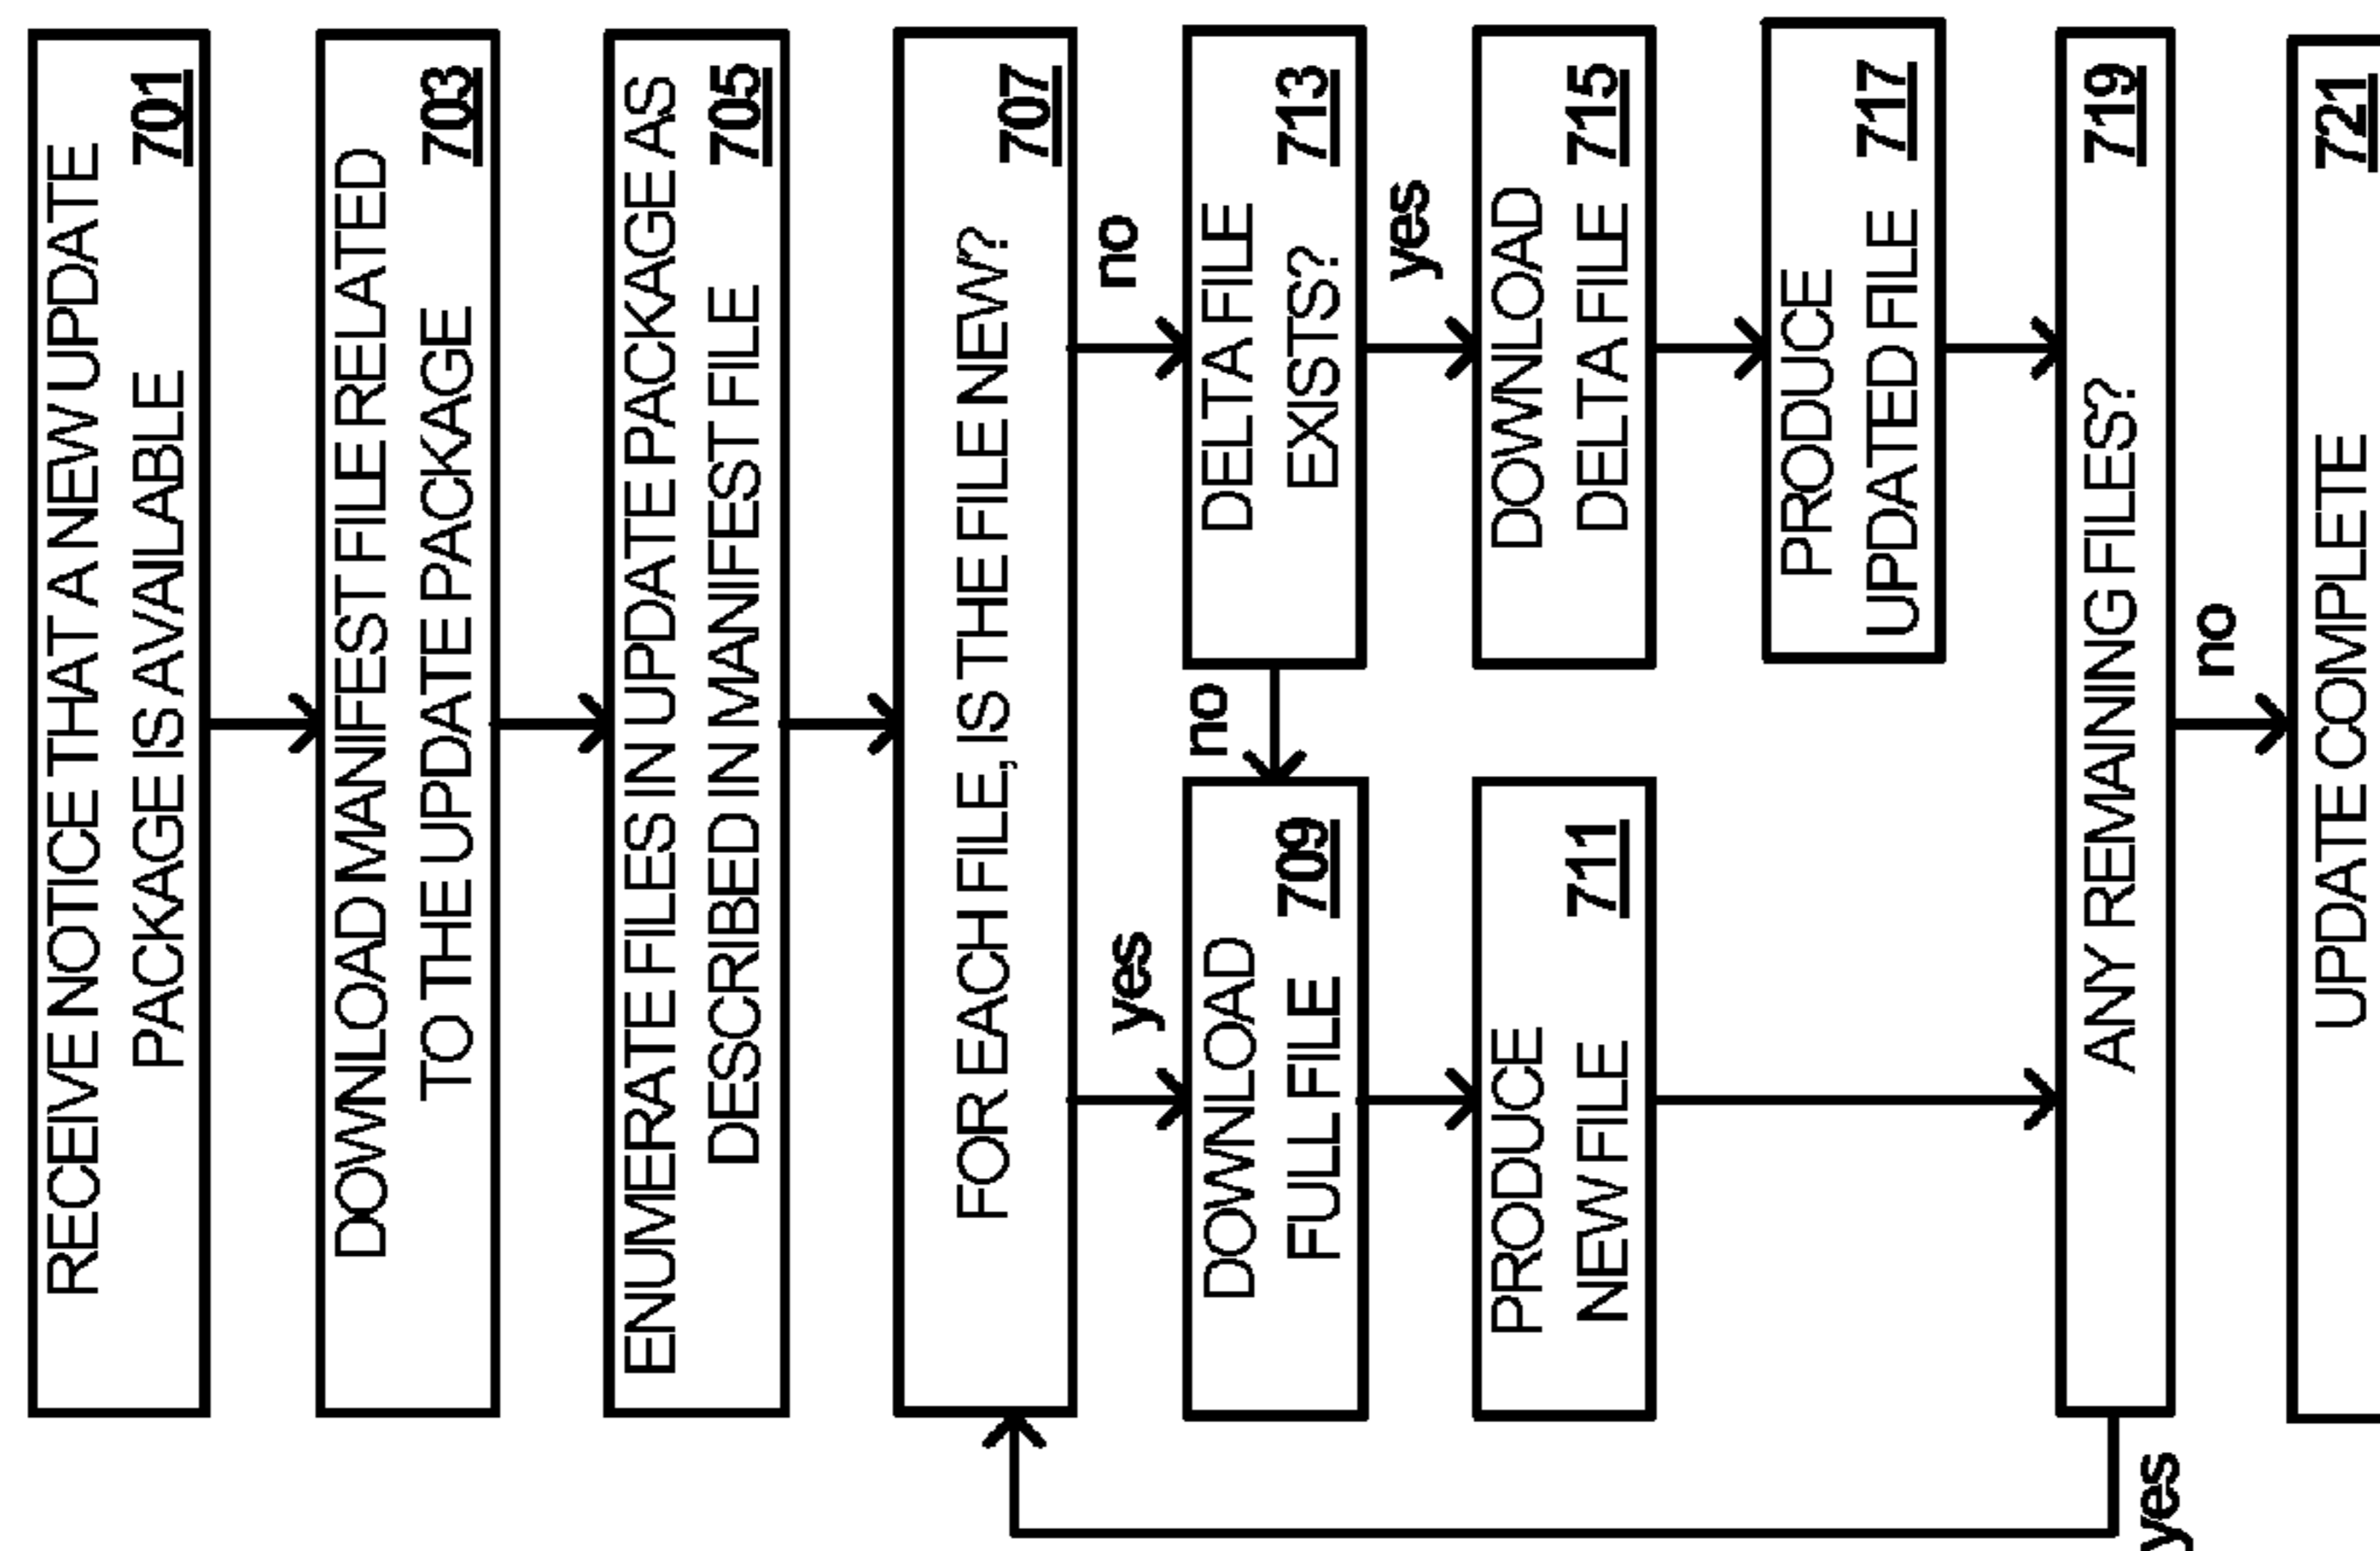 RECEIVE NOTICE THAT A NEW UPDATE
PACKAGE IS AVAILABLE 701
DOWNLOAD MANIFEST FILE RELATED
TO THE UPDATE PACKAGE 703
ENUMERATE FILES IN UPDATE PACKAGE AS
DESCRIBED IN MANIFEST FILE 705
FOR EACH FILE, IS THE FILE NEW? 707
yes
no
DOWNLOAD
FULL FILE 709
no
DELTA FILE
EXISTS? 713
yes
PRODUCE
NEW FILE 711
DOWNLOAD
DELTA FILE 715
PRODUCE
UPDATED FILE 717
ANY REMAINING FILES? 719
yes
no
UPDATE COMPLETE 721